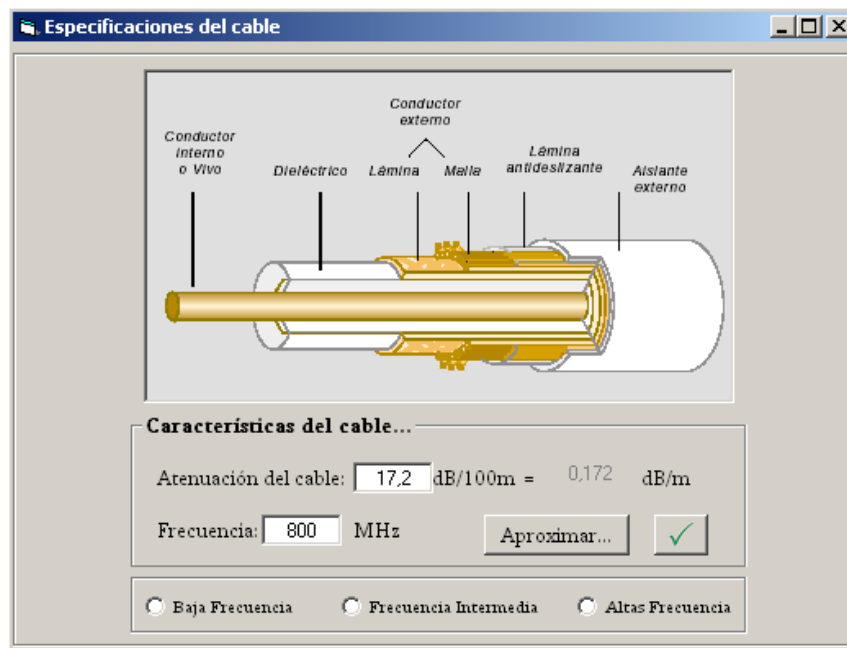 Especificaciones del cable
Conductor
externo
Conductor
Interno
o Vivo
Dieléctrico
Lámina
Malla
Lámina
antideslizante
Aislante
externo
Características del cable...
Atenuación del cable: 17,2 dB/100m = 0,172 dB/m
Frecuencia: 800 MHz Aproximar...
Baja Frecuencia Frecuencia Intermedia Altas Frecuencia